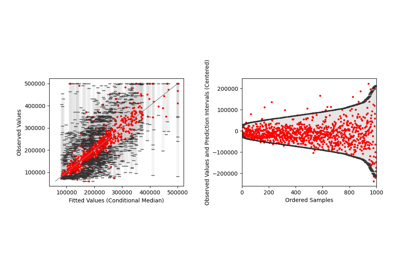 500000
400000
300000
200000
100000
Observed Values
100000 200000 300000 400000 500000
Fitted Values (Conditional Median)
Observed Values and Prediction Intervals (Centered)
200000
100000
0
−100000
−200000
0 200 400 600 800 1000
Ordered Samples